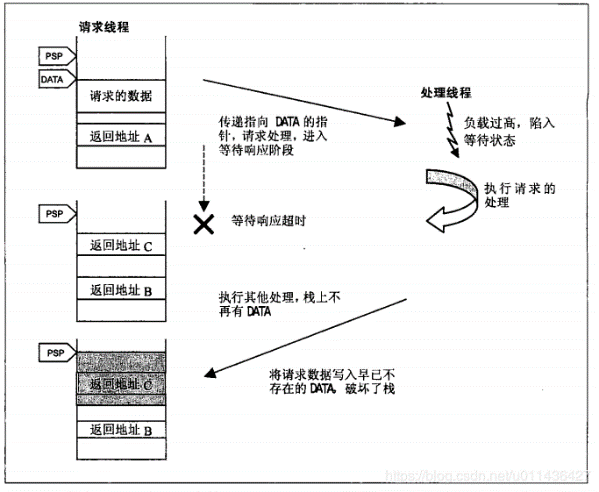 请求线程
PSP
DATA
请求的数据
返回地址 A
传递指向 DATA 的指
针，请求处理，进入
等待响应阶段
处理线程
负载过高，陷入
等待状态
执行请求的
处理
PSP
等待响应超时
返回地址 C
返回地址 B
执行其他处理，栈上不
再有 DATA
PSP
返回地址 C
返回地址 B
将请求数据写入早已不
存在的 DATA，破坏了栈
https://blog.csdn.net/u011436427